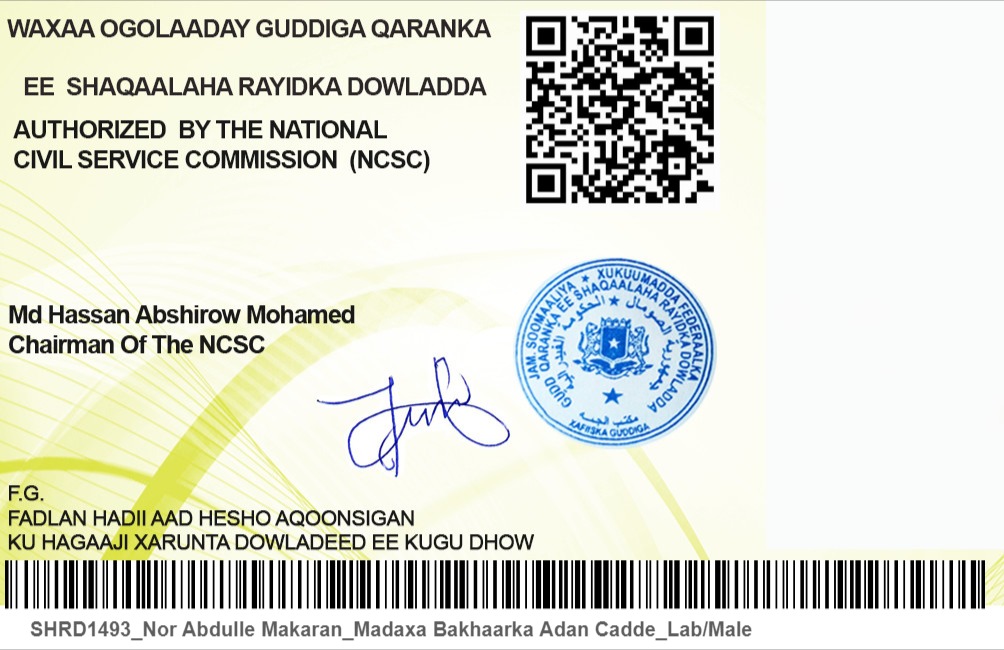 WAXAA OGOLAADAY GUDDIGA QARANKA
EE SHAQAALAHA RAYIDKA DOWLADDA
AUTHORIZED BY THE NATIONAL
CIVIL SERVICE COMMISSION (NCSC)
Md Hassan Abshirow Mohamed
Chairman Of The NCSC
JAM. SOOMAALIYA ★ XUKUUMADDA FEDERAALKA
GUDD QARANKA EE SHAQAALAHA RAYIDKA DOWLADDA
XAFIISKA GUDDIGA
F.G.
FADLAN HADII AAD HESHO AQOONSIGAN
KU HAGAAJI XARUNTA DOWLADEED EE KUGU DHOW
SHRD1493_Nor Abdulle Makaran_Madaxa Bakhaarka Adan Cadde_Lab/Male